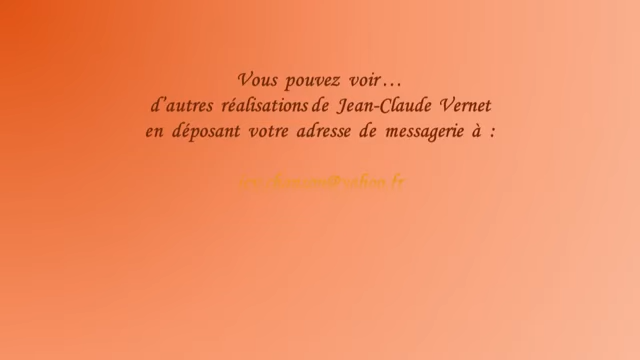 Vous pouvez voir...
d'autres réalisations de Jean-Claude Vernet
en déposant votre adresse de messagerie à :